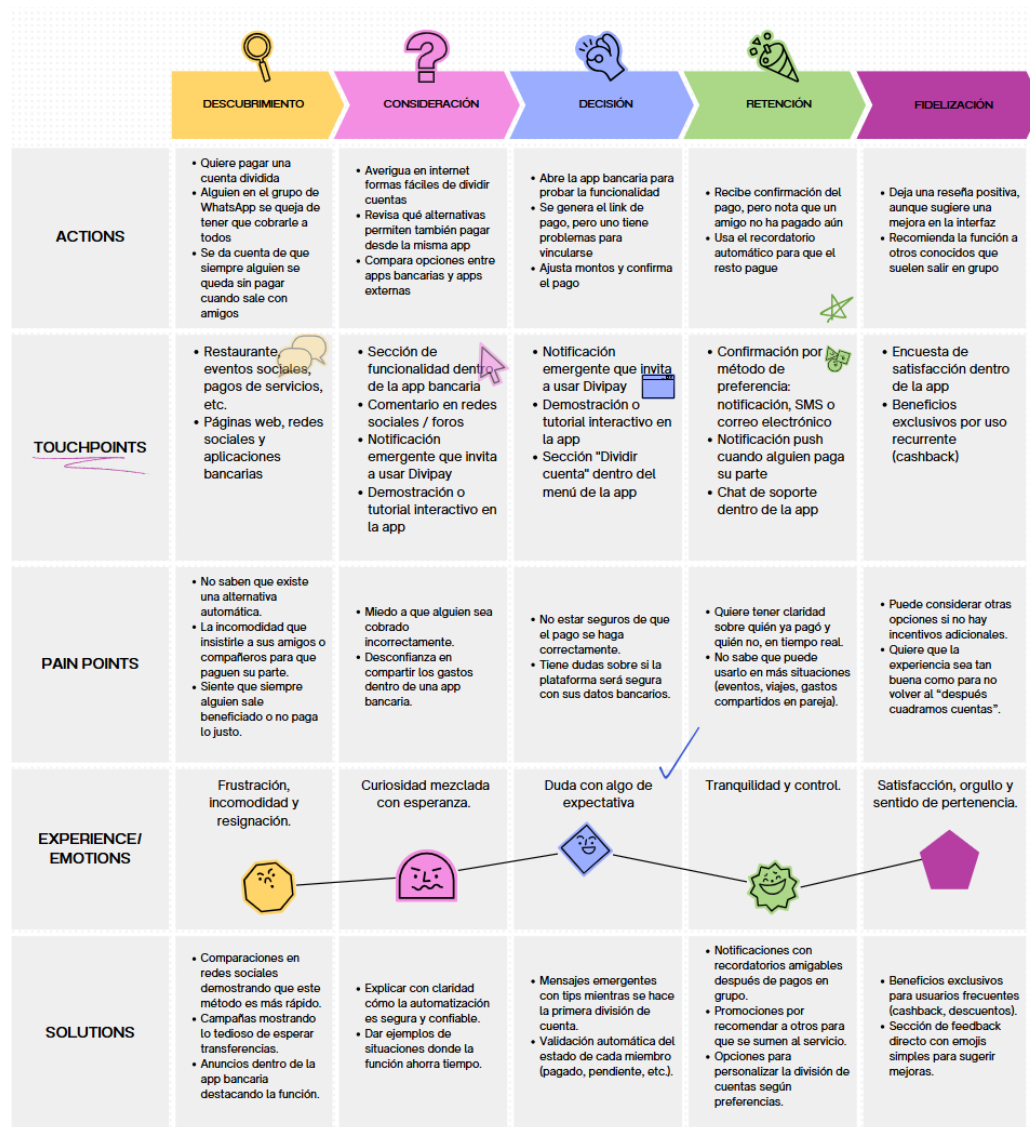 DESCUBRIMIENTO
CONSIDERACIÓN
DECISIÓN
RETENCIÓN
FIDELIZACIÓN
ACTIONS
• Quiere pagar una
cuenta dividida
• Alguien en el grupo de
WhatsApp se queja de
tener que cobrarle a
todos
• Se da cuenta de que
siempre alguien se
queda sin pagar
cuando sale con
amigos
• Averigua en internet
formas fáciles de dividir
cuentas
• Revisa qué alternativas
permiten también pagar
desde la misma app
• Compara opciones entre
apps bancarias y apps
externas
• Abre la app bancaria para
probar la funcionalidad
• Se genera el link de
pago, pero uno tiene
problemas para
vincularse
• Ajusta montos y confirma
el pago
• Recibe confirmación del
pago, pero nota que un
amigo no ha pagado aún
• Usa el recordatorio
automático para que el
resto pague
• Deja una reseña positiva,
aunque sugiere una
mejora en la interfaz
• Recomienda la función a
otros conocidos que
suelen salir en grupo
TOUCHPOINTS
• Restaurante,
eventos sociales,
pagos de servicios,
etc.
• Páginas web, redes
sociales y
aplicaciones
bancarias
• Sección de
funcionalidad dentro
de la app bancaria
• Comentario en redes
sociales / foros
• Notificación
emergente que invita
a usar Divipay
• Demostración o
tutorial interactivo en
la app
• Notificación
emergente que invita
a usar Divipay
• Demostración o
tutorial interactivo en
la app
• Sección "Dividir
cuenta" dentro del
menú de la app
• Confirmación por
método de
preferencia:
notificación, SMS o
correo electrónico
• Notificación push
cuando alguien paga
su parte
• Chat de soporte
dentro de la app
• Encuesta de
satisfacción dentro
de la app
• Beneficios
exclusivos por uso
recurrente
(cashback)
PAIN POINTS
• No saben que existe
una alternativa
automática.
• La incomodidad que
insistirle a sus amigos o
compañeros para que
paguen su parte.
• Siente que siempre
alguien sale
beneficiado o no paga
lo justo.
• Miedo a que alguien sea
cobrado
incorrectamente.
• Desconfianza en
compartir los gastos
dentro de una app
bancaria.
• No estar seguros de que
el pago se haga
correctamente.
• Tiene dudas sobre si la
plataforma será segura
con sus datos bancarios.
• Quiere tener claridad
sobre quién ya pagó y
quién no, en tiempo real.
• No sabe que puede
usarlo en más situaciones
(eventos, viajes, gastos
compartidos en pareja).
• Puede considerar otras
opciones si no hay
incentivos adicionales.
• Quiere que la
experiencia sea tan
buena como para no
volver al “después
cuadramos cuentas”.
EXPERIENCE/
EMOTIONS
Frustración,
incomodidad y
resignación.
Curiosidad mezclada
con esperanza.
Duda con algo de
expectativa
Tranquilidad y control.
Satisfacción, orgullo y
sentido de pertenencia.
SOLUTIONS
• Comparaciones en
redes sociales
demostrando que este
método es más rápido.
• Campañas mostrando
lo tedioso de esperar
transferencias.
• Anuncios dentro de la
app bancaria
destacando la función.
• Explicar con claridad
cómo la automatización
es segura y confiable.
• Dar ejemplos de
situaciones donde la
función ahorra tiempo.
• Mensajes emergentes
con tips mientras se hace
la primera división de
cuenta.
• Validación automática del
estado de cada miembro
(pagado, pendiente, etc.).
• Notificaciones con
recordatorios amigables
después de pagos en
grupo.
• Promociones por
recomendar a otros para
que se sumen al servicio.
• Opciones para
personalizar la división de
cuentas según
preferencias.
• Beneficios exclusivos
para usuarios frecuentes
(cashback, descuentos).
• Sección de feedback
directo con emojis
simples para sugerir
mejoras.